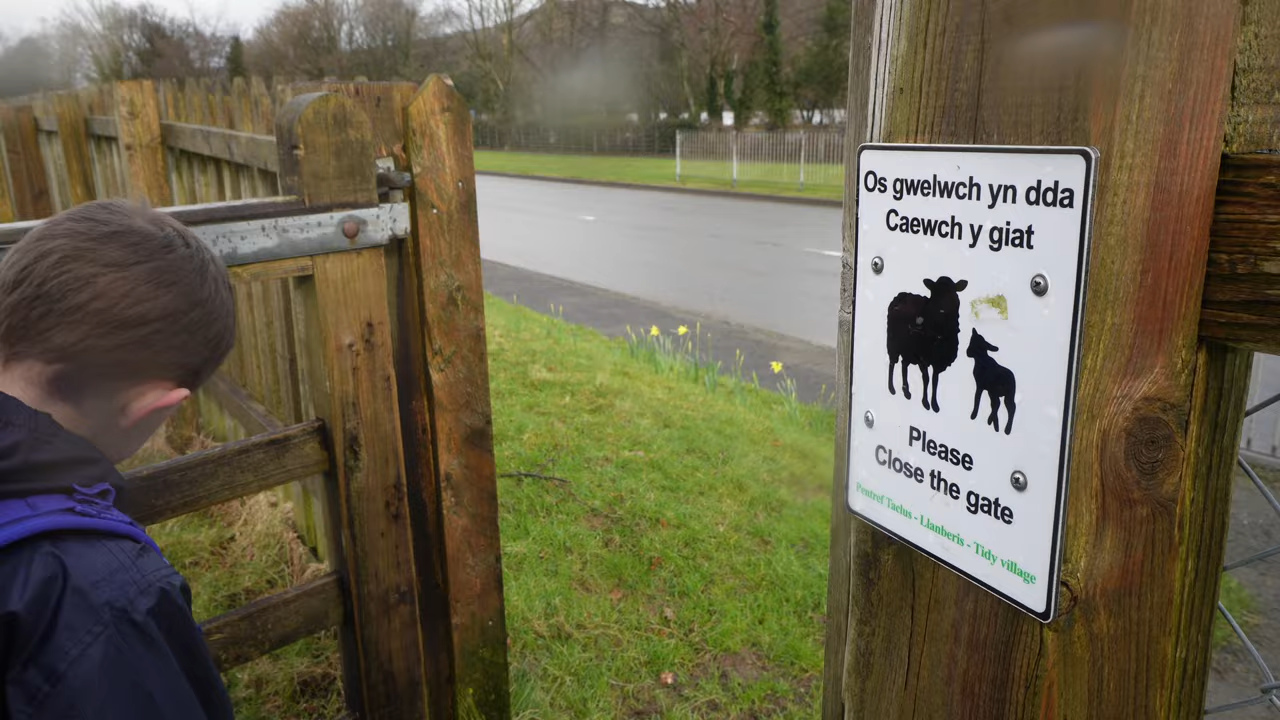 Os gwelwch yn dda
Caewch y giat
Please
Close the gate
Pentref Taclus - Llanberis - Tidy village